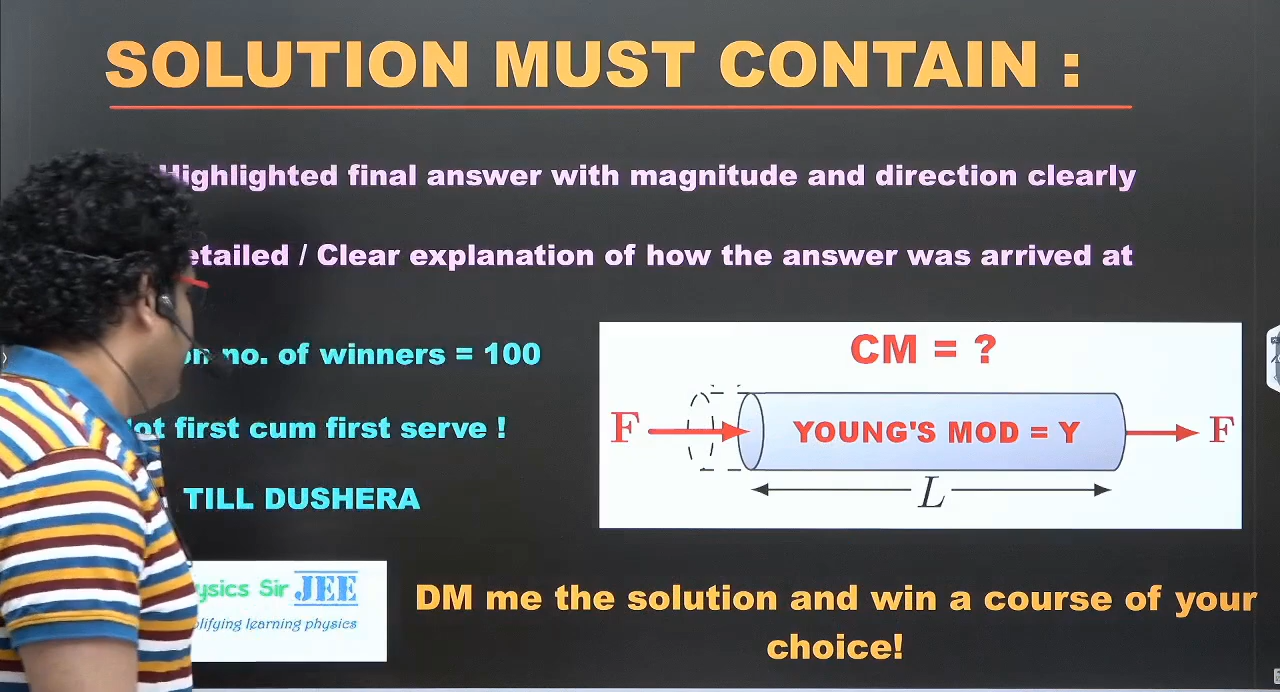 SOLUTION MUST CONTAIN :
Highlighted final answer with magnitude and direction clearly
etailed / Clear explanation of how the answer was arrived at
on no. of winners = 100
ot first cum first serve !
TILL DUSHERA
CM = ?
F YOUNG'S MOD = Y F
L
ysics Sir JEE
plifying learning physics
DM me the solution and win a course of your
choice!